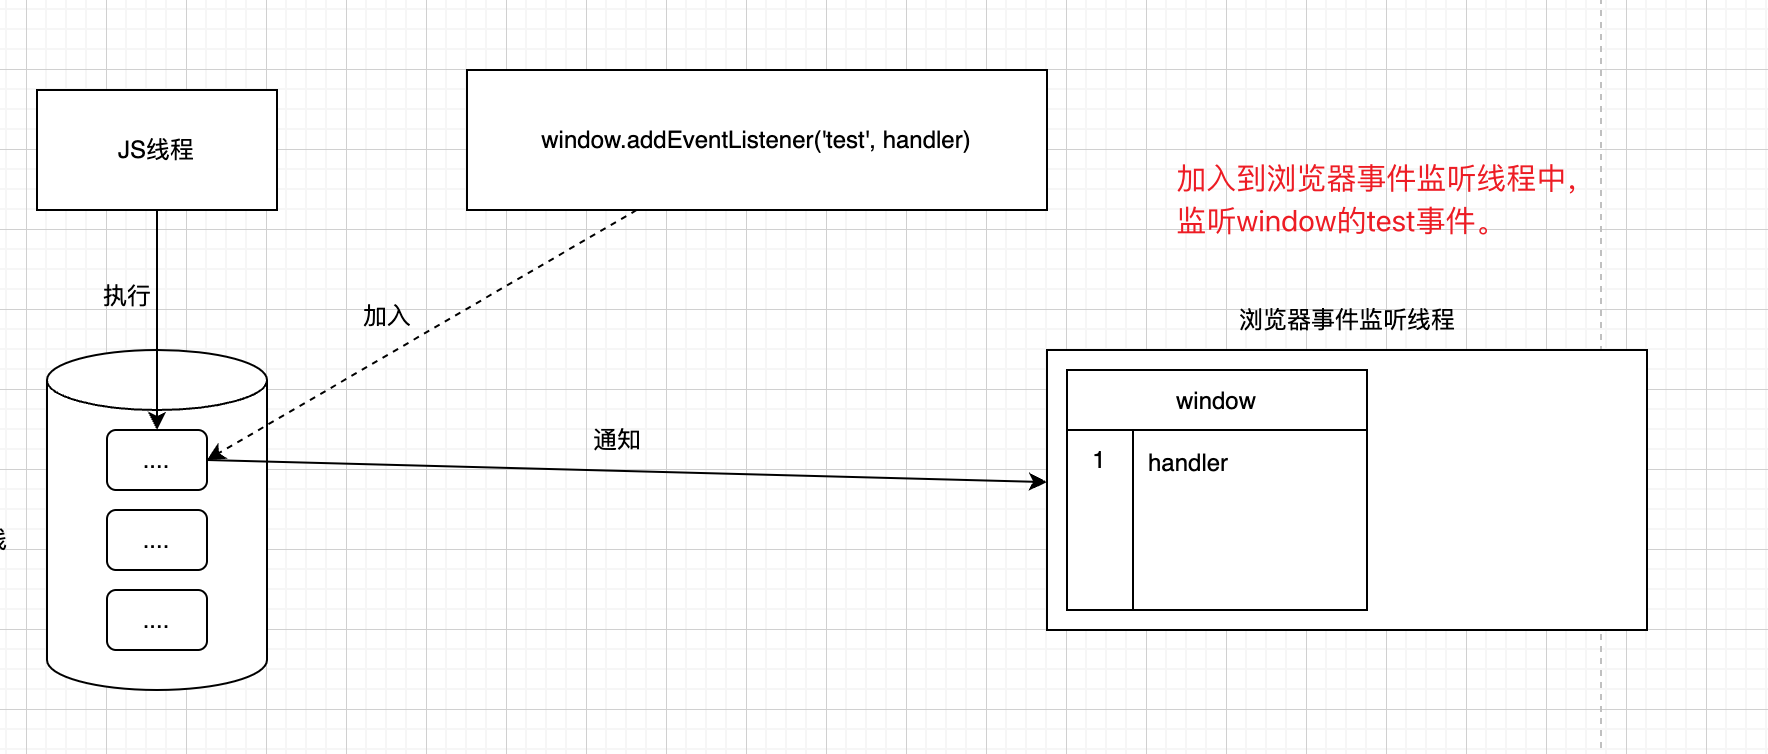 JS线程
window.addEventListener('test', handler)
加入到浏览器事件监听线程中，
监听window的test事件。
执行
加入
浏览器事件监听线程
window
通知
1
handler
....
....
....